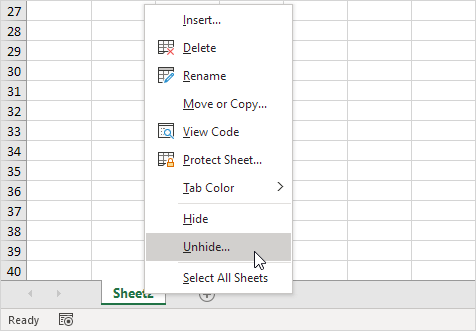 27
28
29
30
31
32
33
34
35
36
37
38
39
40
Insert...
Delete
Rename
Move or Copy...
View Code
Protect Sheet...
Tab Color
Hide
Unhide...
Select All Sheets
Sheet2
Ready